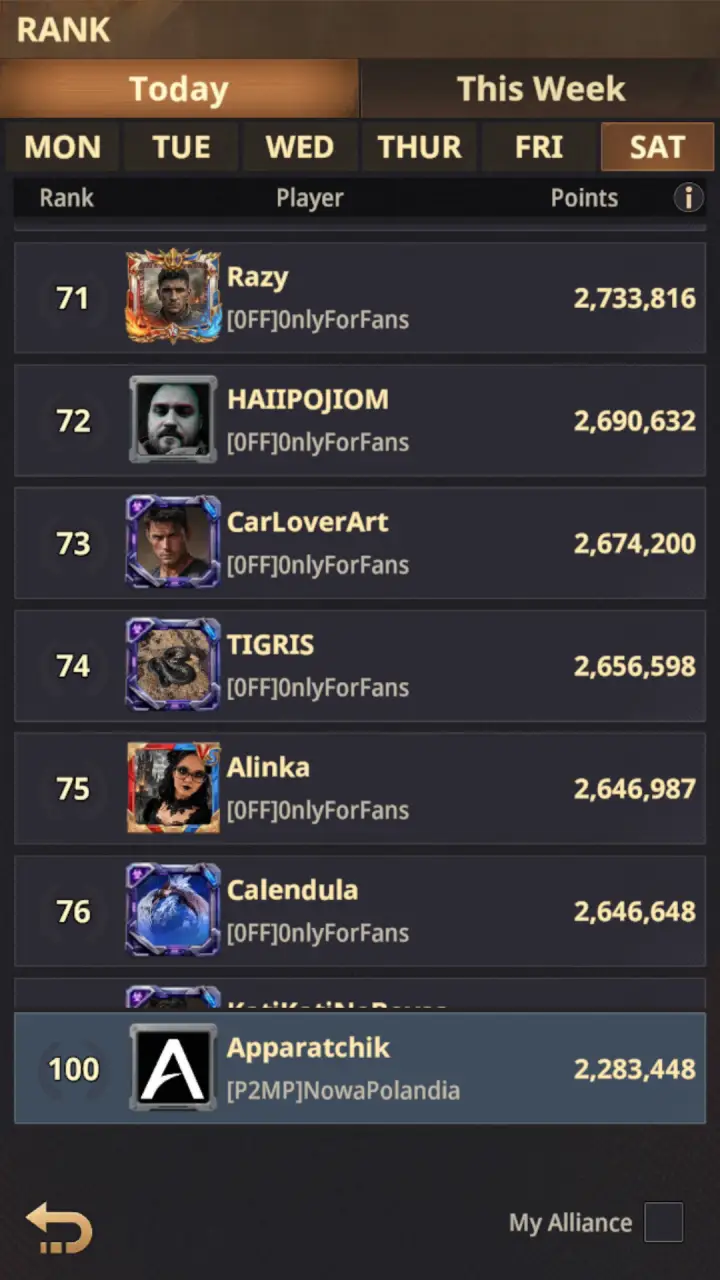 RANK
Today This Week
MON TUE WED THUR FRI SAT
Rank Player Points
71 Razy 2,733,816
[0FF]0nlyForFans
72 HAIIPOJIOM 2,690,632
[0FF]0nlyForFans
73 CarLoverArt 2,674,200
[0FF]0nlyForFans
74 TIGRIS 2,656,598
[0FF]0nlyForFans
75 Alinka 2,646,987
[0FF]0nlyForFans
76 Calendula 2,646,648
[0FF]0nlyForFans
100 Apparatchik 2,283,448
[P2MP]NowaPolandia
My Alliance